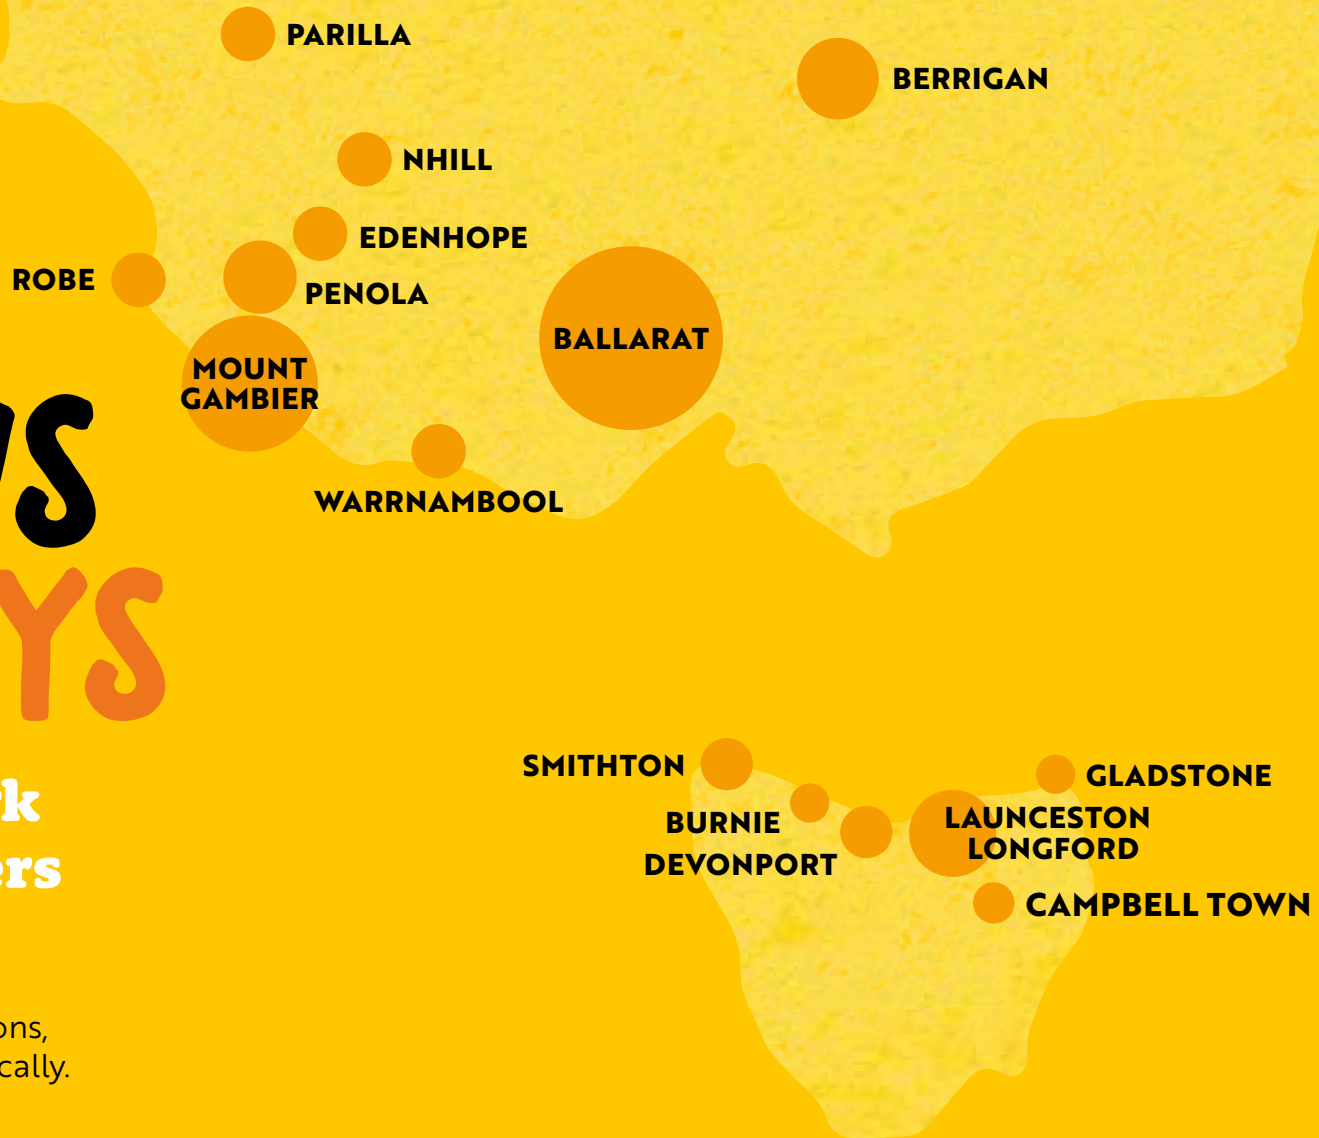 PARILLA
BERRIGAN
NHILL
EDENHOPE
ROBE
PENOLA
BALLARAT
MOUNT
GAMBIER
WARRNAMBOOL
SMITHTON
GLADSTONE
BURNIE
LAUNCESTON
LONGFORD
DEVONPORT
CAMPBELL TOWN